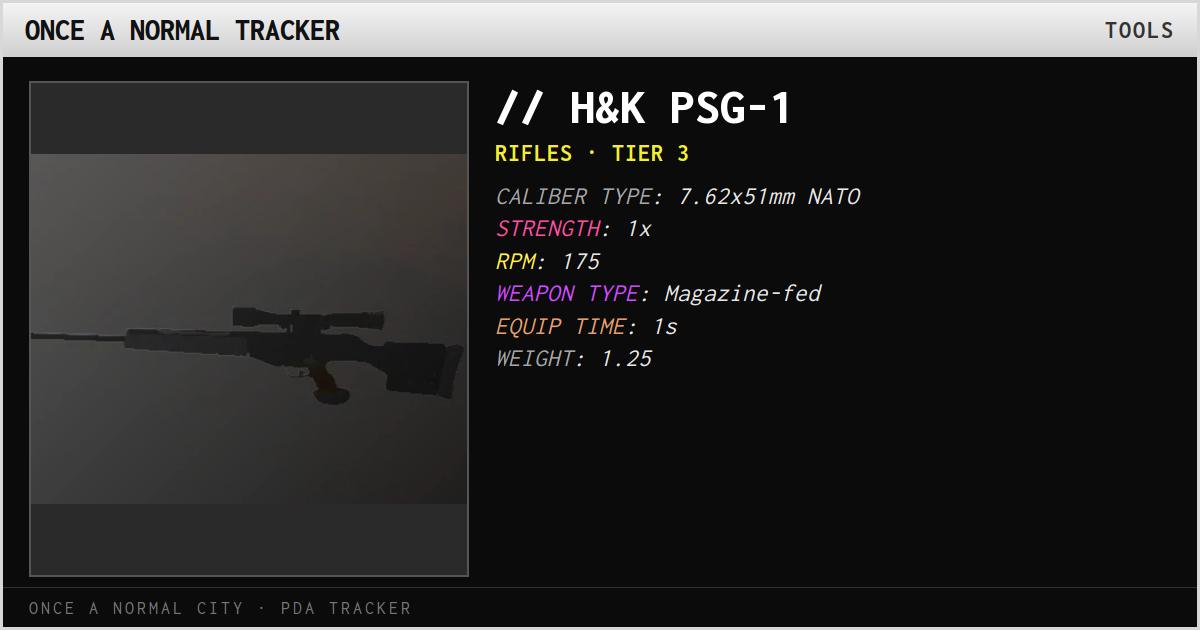 ONCE A NORMAL TRACKER
TOOLS
// H&K PSG-1
RIFLES · TIER 3
CALIBER TYPE: 7.62x51mm NATO
STRENGTH: 1x
RPM: 175
WEAPON TYPE: Magazine-fed
EQUIP TIME: 1s
WEIGHT: 1.25
ONCE A NORMAL CITY · PDA TRACKER